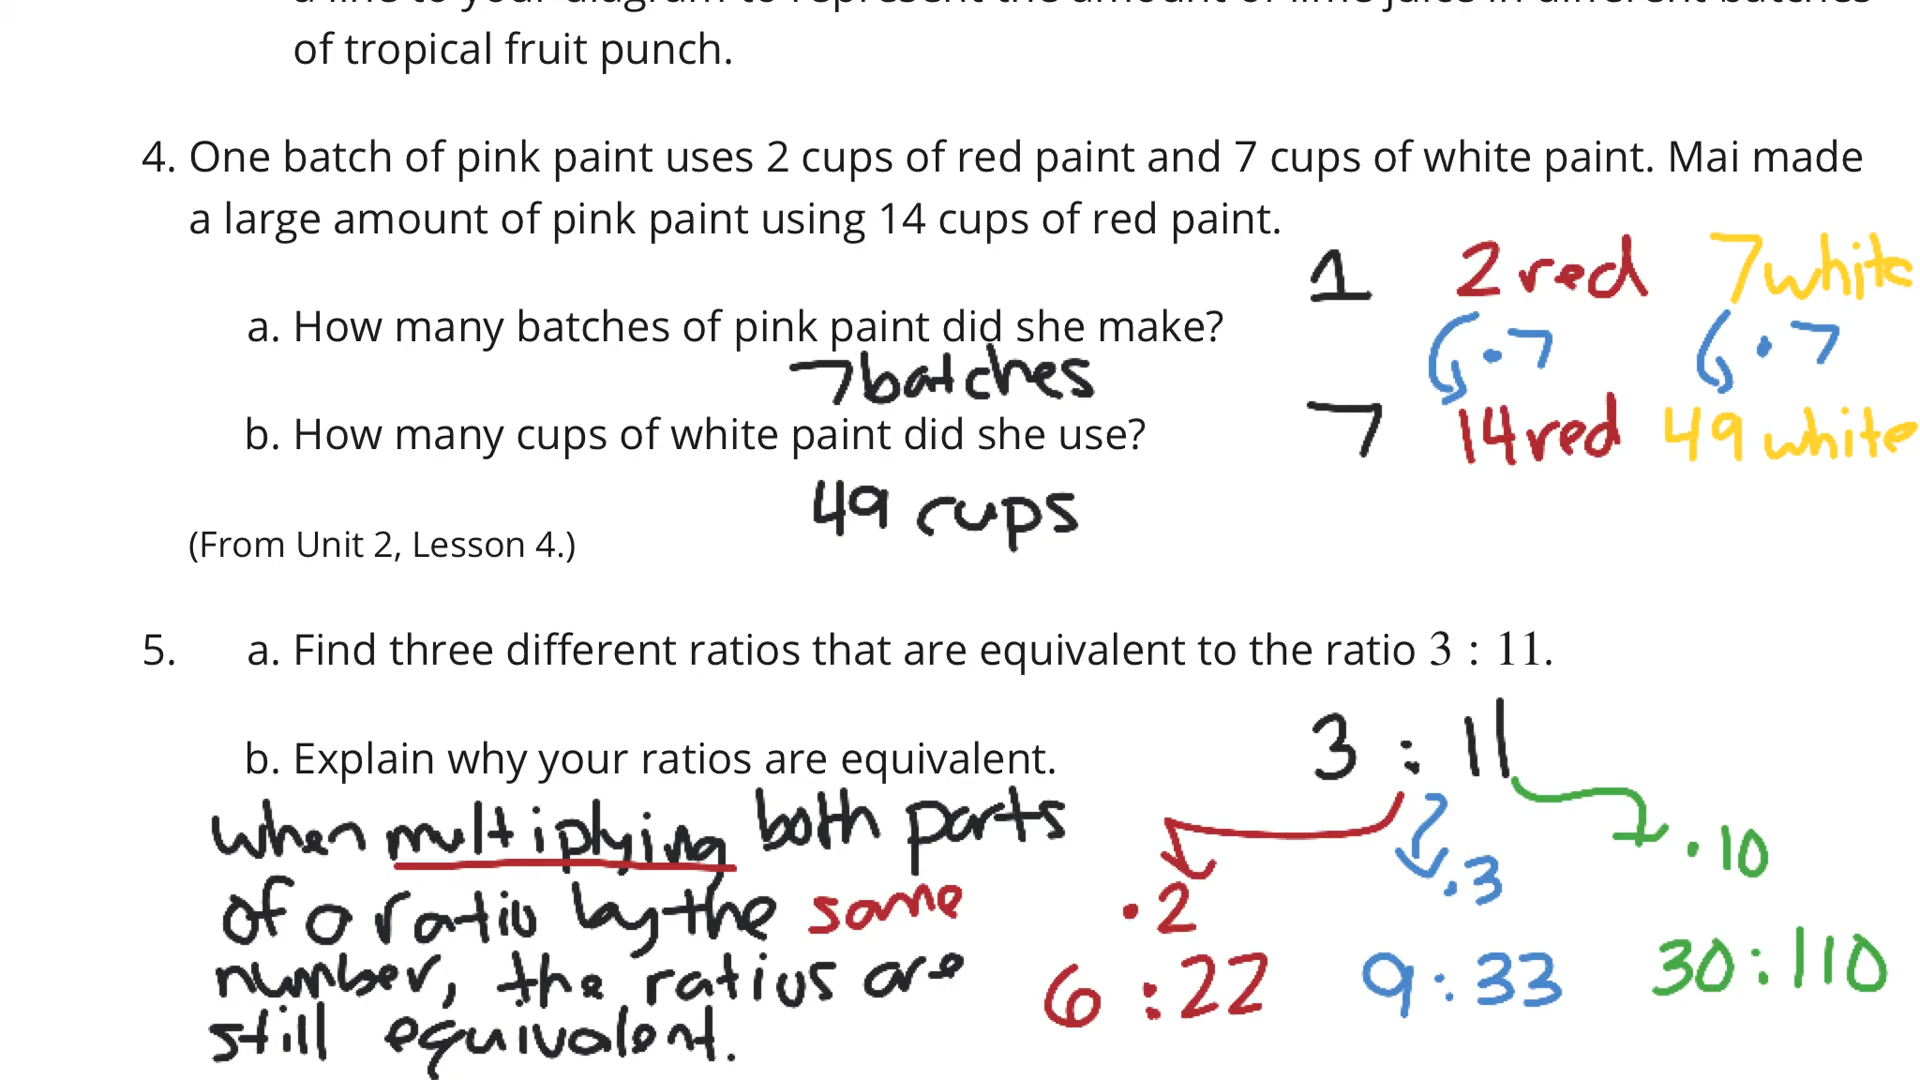 of tropical fruit punch.
4. One batch of pink paint uses 2 cups of red paint and 7 cups of white paint. Mai made
a large amount of pink paint using 14 cups of red paint.
1 2 red 7 white
a. How many batches of pink paint did she make?
· 7 · 7
7 batches
b. How many cups of white paint did she use?
7 14 red 49 white
49 cups
(From Unit 2, Lesson 4.)
5. a. Find three different ratios that are equivalent to the ratio 3 : 11.
3 : 11
b. Explain why your ratios are equivalent.
when multiplying both parts
of a ratio by the same
number, the ratios are
still equivalent.
· 2 · 3 · 10
6 : 22 9 : 33 30 : 110